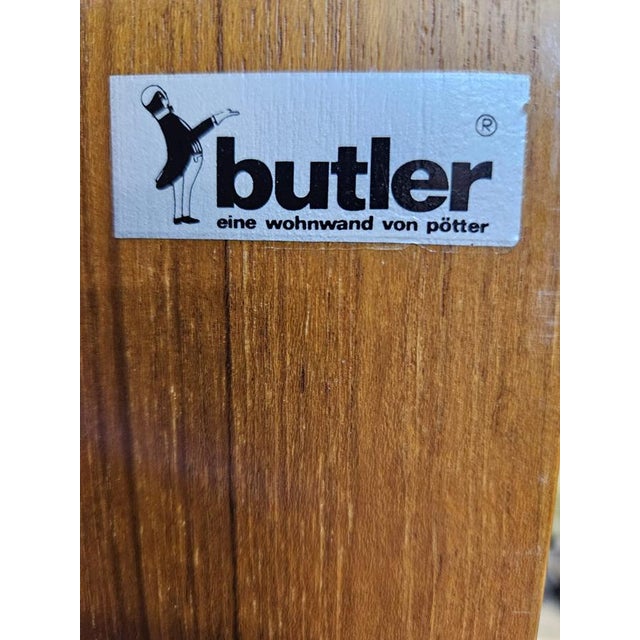 butler ®
eine wohnwand von pötter